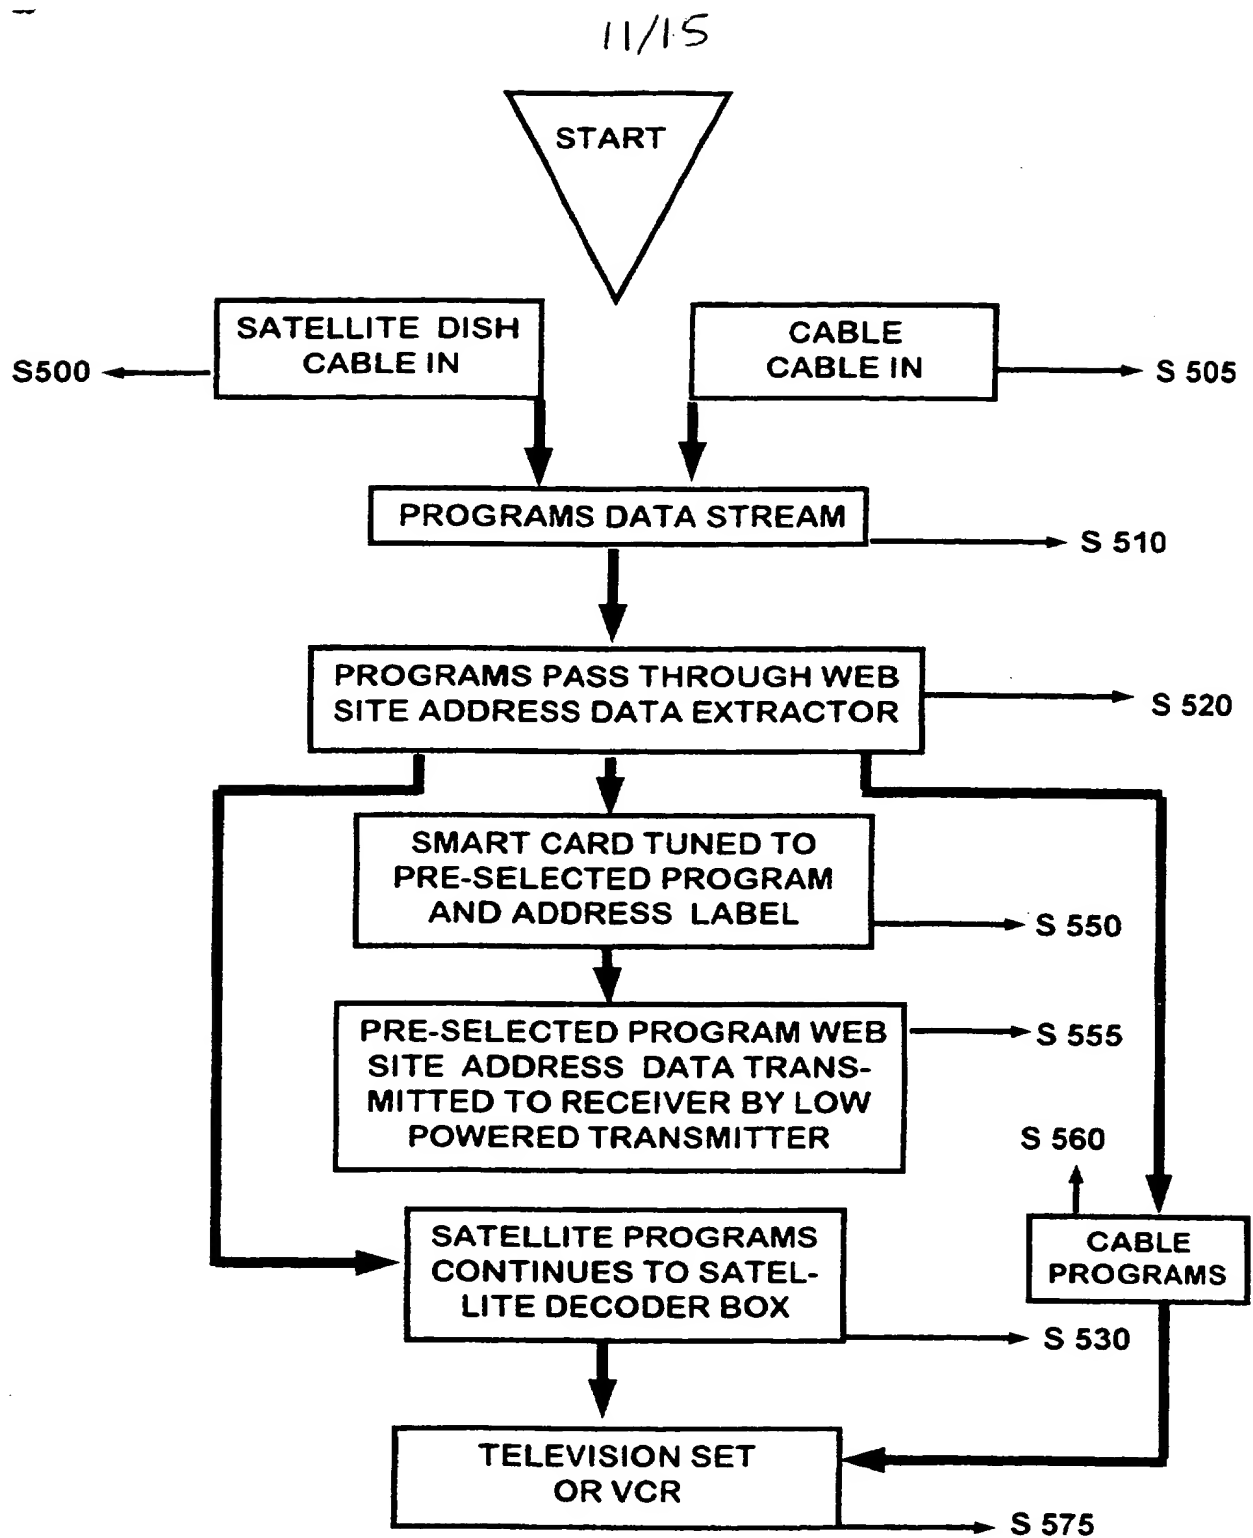 11/15
START
SATELLITE DISH
CABLE IN
S500
CABLE
CABLE IN
S 505
PROGRAMS DATA STREAM
S 510
PROGRAMS PASS THROUGH WEB
SITE ADDRESS DATA EXTRACTOR
S 520
SMART CARD TUNED TO
PRE-SELECTED PROGRAM
AND ADDRESS LABEL
S 550
PRE-SELECTED PROGRAM WEB
SITE ADDRESS DATA TRANS-
MITTED TO RECEIVER BY LOW
POWERED TRANSMITTER
S 555
S 560
SATELLITE PROGRAMS
CONTINUES TO SATEL-
LITE DECODER BOX
S 530
CABLE
PROGRAMS
TELEVISION SET
OR VCR
S 575